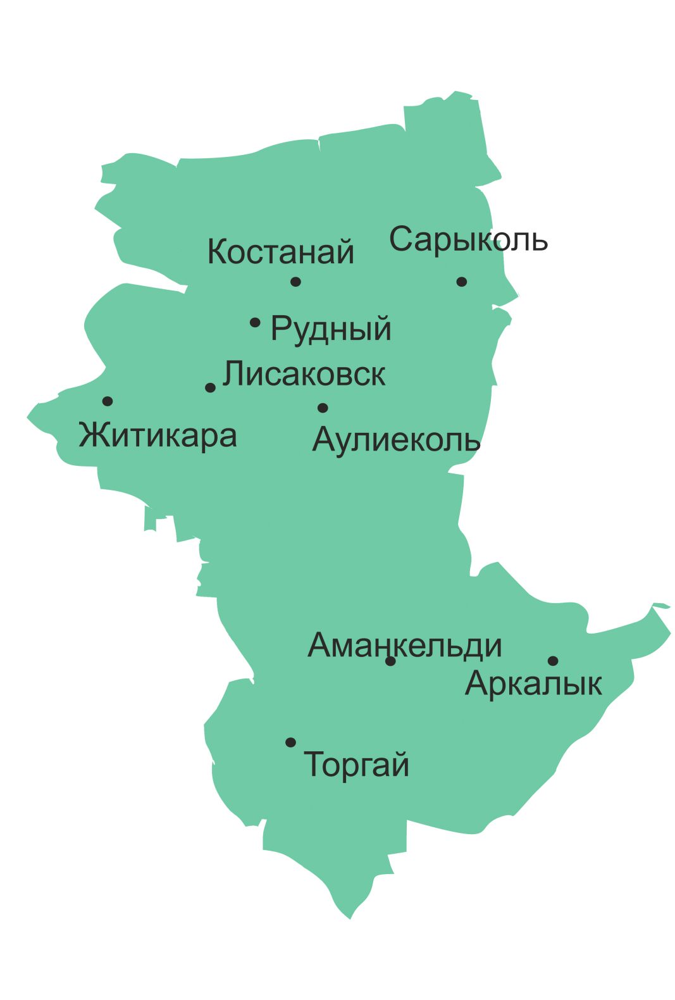 Сарыколь
Костанай
Рудный
Лисаковск
Житикара
Аулиеколь
Аманкельди
Аркалык
Торгай